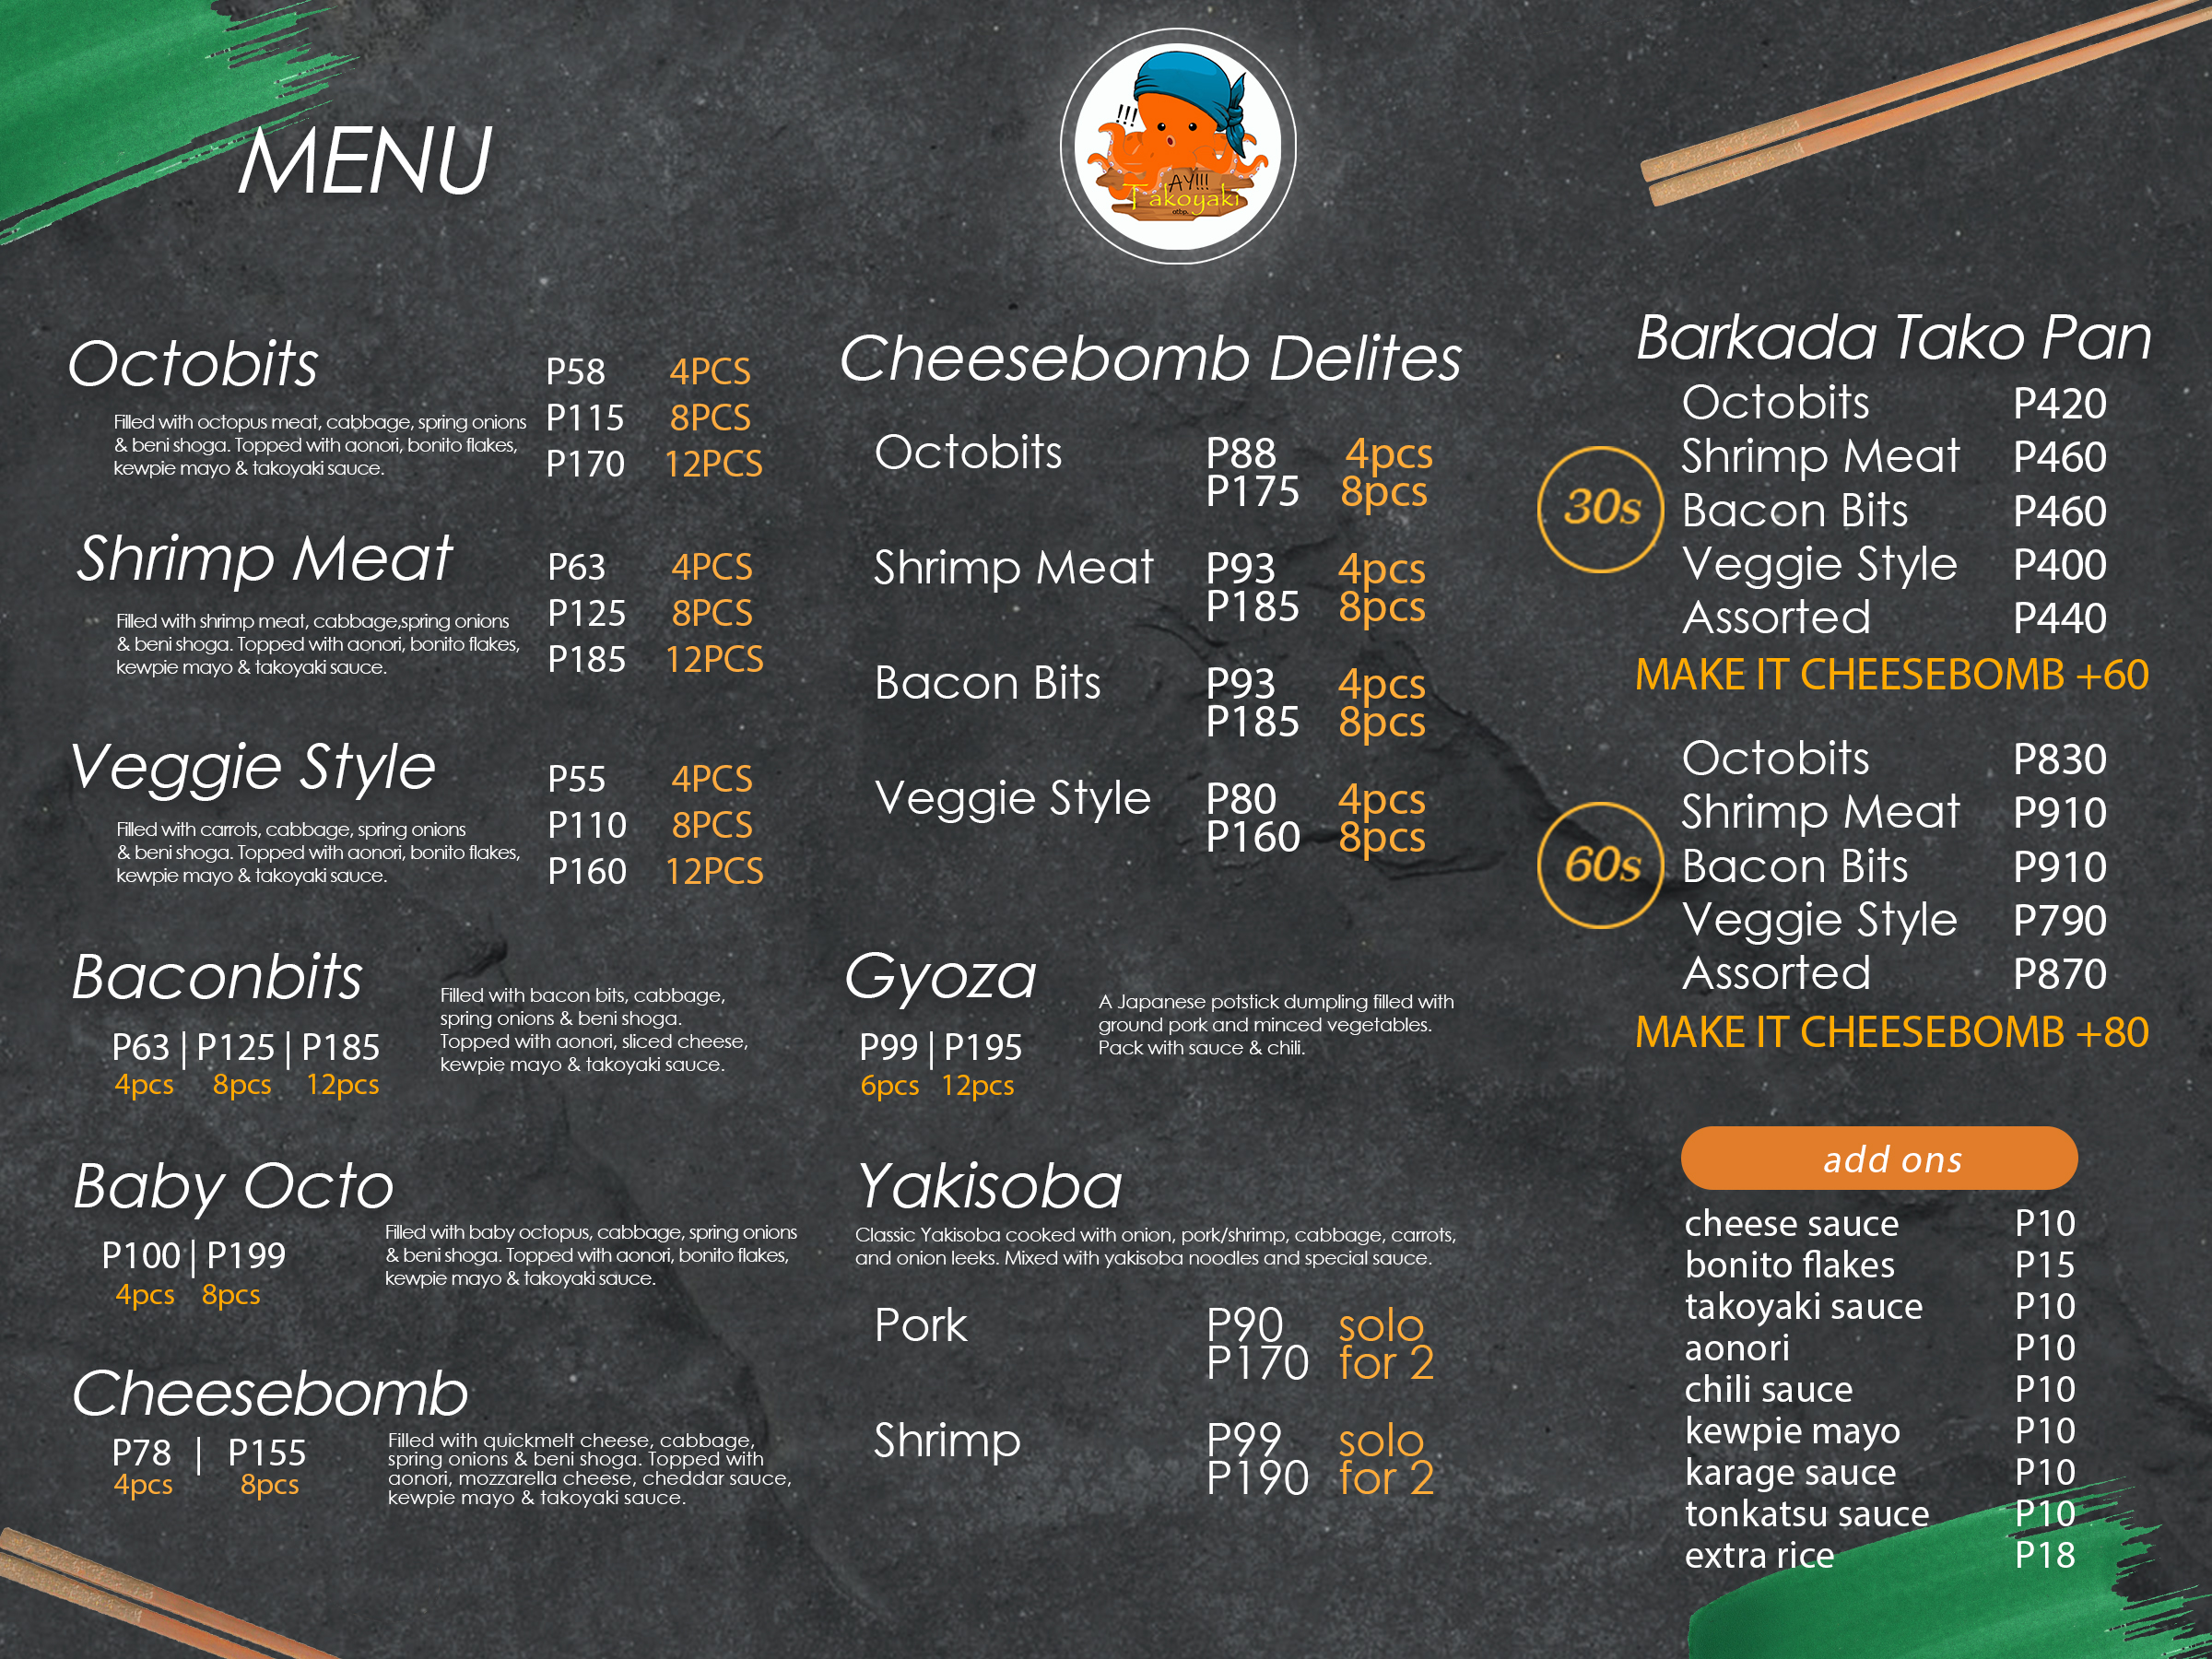 MENU
!!!
AY!!!
Takoyaki
atbp.
Octobits
P58 4PCS
P115 8PCS
P170 12PCS
Filled with octopus meat, cabbage, spring onions
& beni shoga. Topped with aonori, bonito flakes,
kewpie mayo & takoyaki sauce.
Shrimp Meat
P63 4PCS
P125 8PCS
P185 12PCS
Filled with shrimp meat, cabbage,spring onions
& beni shoga. Topped with aonori, bonito flakes,
kewpie mayo & takoyaki sauce.
Veggie Style
P55 4PCS
P110 8PCS
P160 12PCS
Filled with carrots, cabbage, spring onions
& beni shoga. Topped with aonori, bonito flakes,
kewpie mayo & takoyaki sauce.
Baconbits
P63 | P125 | P185
4pcs 8pcs 12pcs
Filled with bacon bits, cabbage,
spring onions & beni shoga.
Topped with aonori, sliced cheese,
kewpie mayo & takoyaki sauce.
Baby Octo
P100 | P199
4pcs 8pcs
Filled with baby octopus, cabbage, spring onions
& beni shoga. Topped with aonori, bonito flakes,
kewpie mayo & takoyaki sauce.
Cheesebomb
P78 | P155
4pcs 8pcs
Filled with quickmelt cheese, cabbage,
spring onions & beni shoga. Topped with
aonori, mozzarella cheese, cheddar sauce,
kewpie mayo & takoyaki sauce.
Cheesebomb Delites
Octobits P88 4pcs
P175 8pcs
Shrimp Meat P93 4pcs
P185 8pcs
Bacon Bits P93 4pcs
P185 8pcs
Veggie Style P80 4pcs
P160 8pcs
Gyoza
P99 | P195
6pcs 12pcs
A Japanese potstick dumpling filled with
ground pork and minced vegetables.
Pack with sauce & chili.
Yakisoba
Classic Yakisoba cooked with onion, pork/shrimp, cabbage, carrots,
and onion leeks. Mixed with yakisoba noodles and special sauce.
Pork P90 solo
P170 for 2
Shrimp P99 solo
P190 for 2
Barkada Tako Pan
30s
Octobits P420
Shrimp Meat P460
Bacon Bits P460
Veggie Style P400
Assorted P440
MAKE IT CHEESEBOMB +60
60s
Octobits P830
Shrimp Meat P910
Bacon Bits P910
Veggie Style P790
Assorted P870
MAKE IT CHEESEBOMB +80
add ons
cheese sauce P10
bonito flakes P15
takoyaki sauce P10
aonori P10
chili sauce P10
kewpie mayo P10
karage sauce P10
tonkatsu sauce P10
extra rice P18